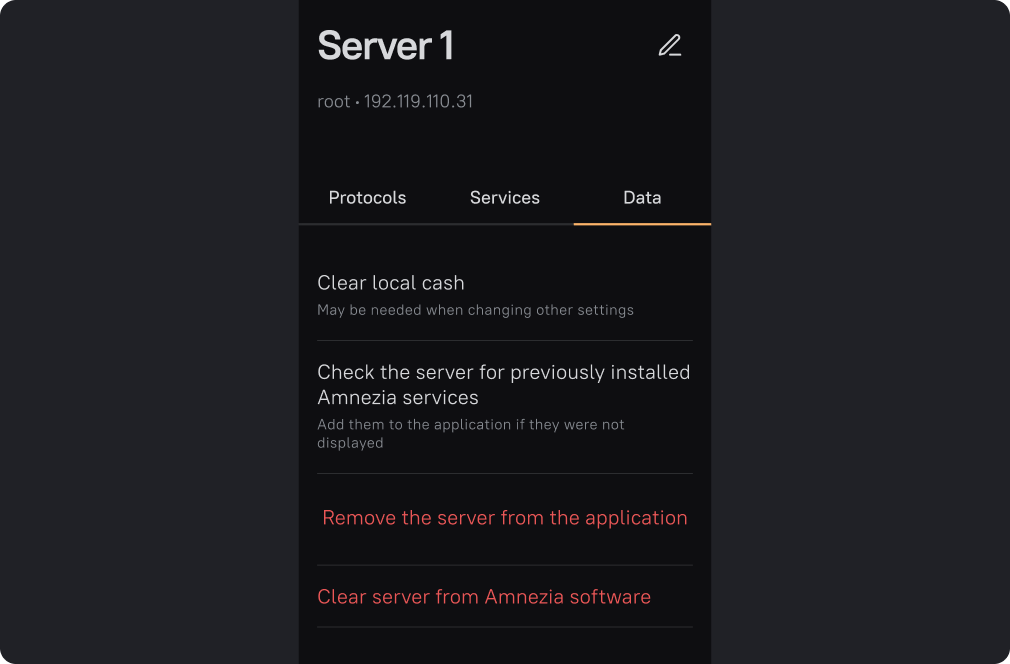 Server 1
root • 192.119.110.31
Protocols Services Data
Clear local cash
May be needed when changing other settings
Check the server for previously installed
Amnezia services
Add them to the application if they were not
displayed
Remove the server from the application
Clear server from Amnezia software